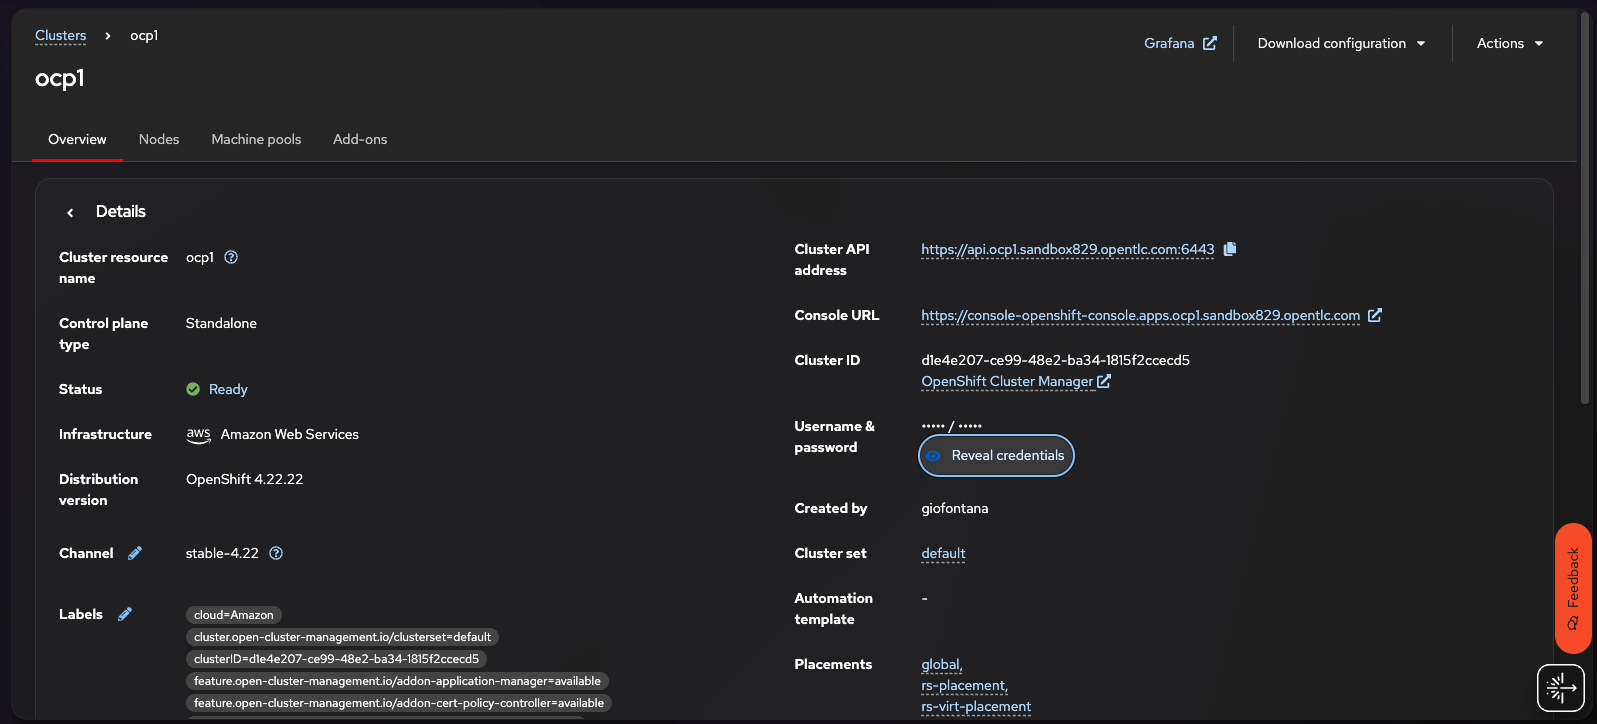 Clusters
ocp1
Grafana
Download configuration
Actions
ocp1
Overview
Nodes
Machine pools
Add-ons
Details
Cluster resource
name
ocp1
Control plane
type
Standalone
Status
Ready
Infrastructure
aws
Amazon Web Services
Distribution
version
OpenShift 4.22.22
Channel
stable-4.22
Labels
cloud=Amazon
cluster.open-cluster-management.io/clusterset=default
clusterID=d1e4e207-ce99-48e2-ba34-1815f2ccecd5
feature.open-cluster-management.io/addon-application-manager=available
feature.open-cluster-management.io/addon-cert-policy-controller=available
Cluster API
address
https://api.ocp1.sandbox829.opentlc.com:6443
Console URL
https://console-openshift-console.apps.ocp1.sandbox829.opentlc.com
Cluster ID
d1e4e207-ce99-48e2-ba34-1815f2ccecd5
OpenShift Cluster Manager
Username &
password
••••• / •••••
Reveal credentials
Created by
giofontana
Cluster set
default
Automation
template
-
Placements
global,
rs-placement,
rs-virt-placement
Feedback